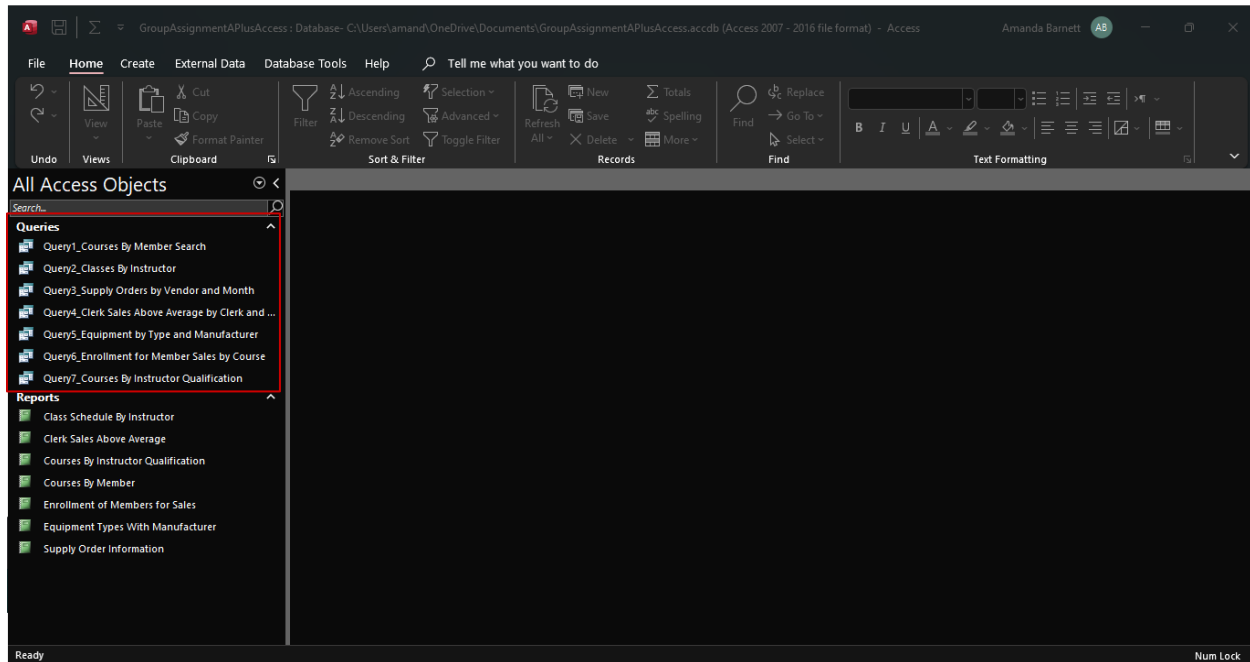 GroupAssignmentAPlusAccess : Database- C:\Users\amand\OneDrive\Documents\GroupAssignmentAPlusAccess.accdb (Access 2007 - 2016 file format) - Access Amanda Barnett AB
File Home Create External Data Database Tools Help Tell me what you want to do
Cut Ascending Selection New Totals Replace
Copy Descending Advanced Save Spelling Go To
View Paste Format Painter Filter Remove Sort Toggle Filter Refresh All Delete More Find Select
B I U A
Undo Views Clipboard Sort & Filter Records Find Text Formatting
All Access Objects
Search...
Queries
Query1_Courses By Member Search
Query2_Classes By Instructor
Query3_Supply Orders by Vendor and Month
Query4_Clerk Sales Above Average by Clerk and ...
Query5_Equipment by Type and Manufacturer
Query6_Enrollment for Member Sales by Course
Query7_Courses By Instructor Qualification
Reports
Class Schedule By Instructor
Clerk Sales Above Average
Courses By Instructor Qualification
Courses By Member
Enrollment of Members for Sales
Equipment Types With Manufacturer
Supply Order Information
Ready Num Lock